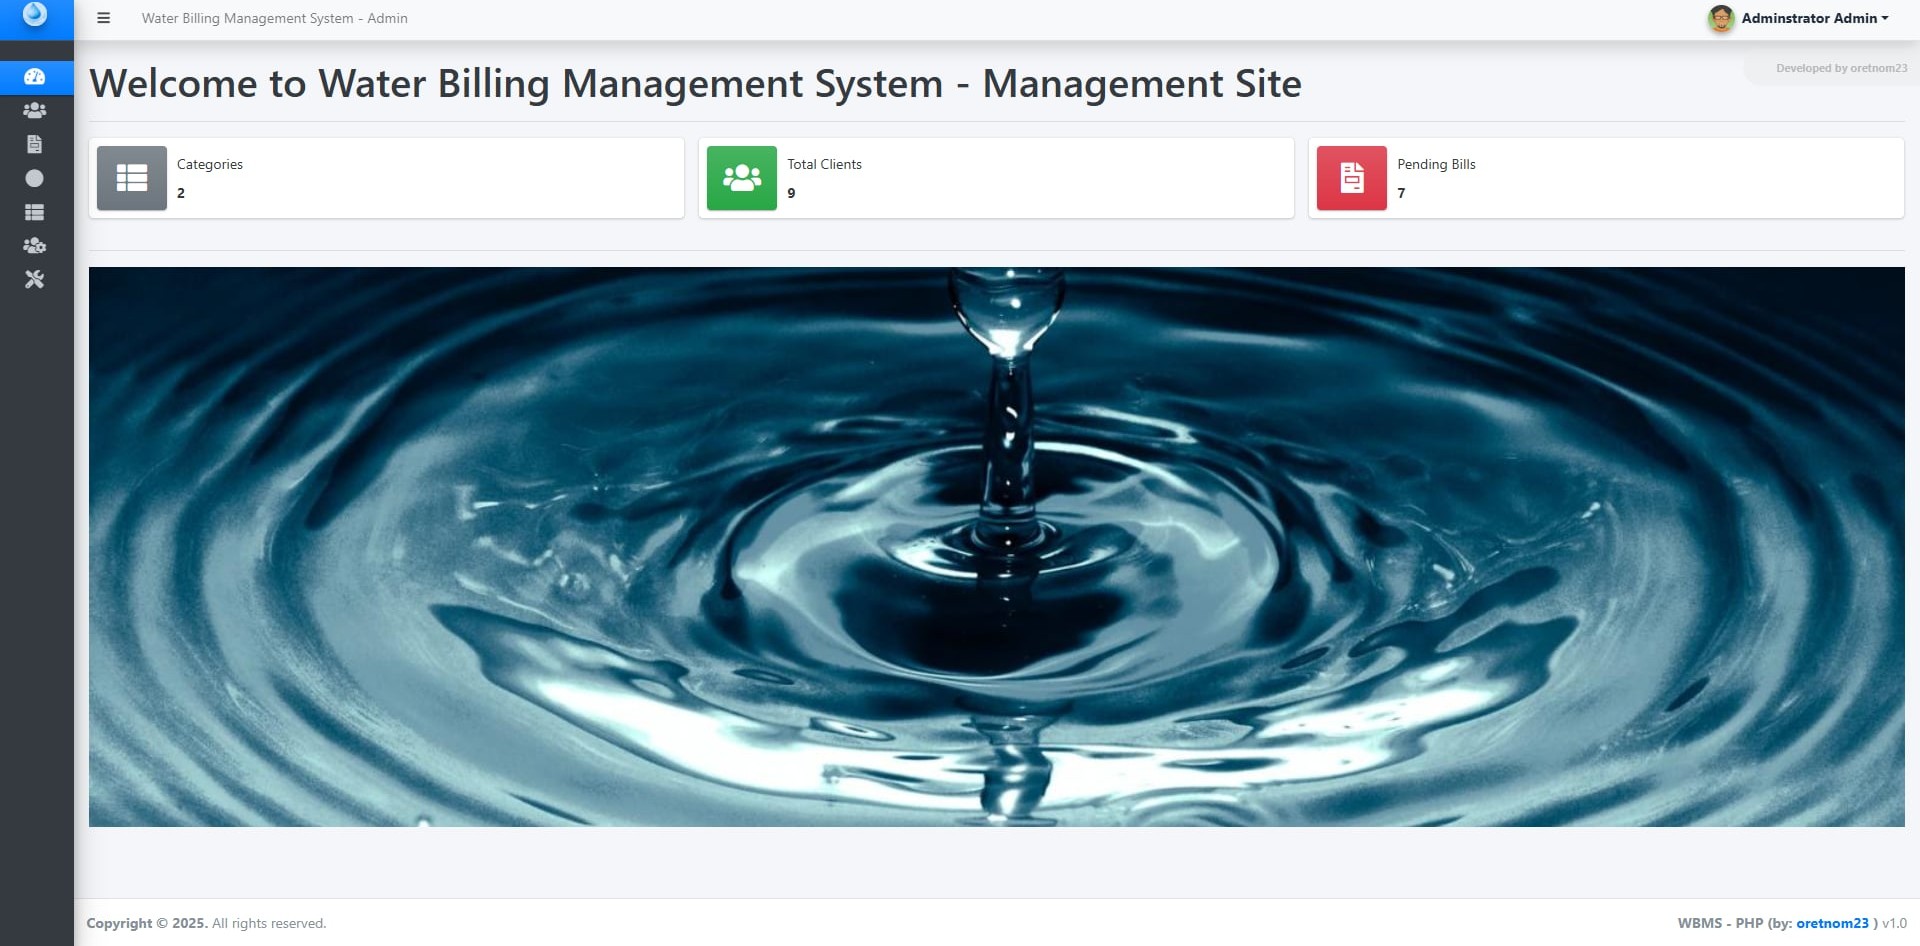 Water Billing Management System - Admin
Adminstrator Admin
Developed by oretnom23
Welcome to Water Billing Management System - Management Site
Categories
2
Total Clients
9
Pending Bills
7
Copyright © 2025. All rights reserved.
WBMS - PHP (by: oretnom23 ) v1.0